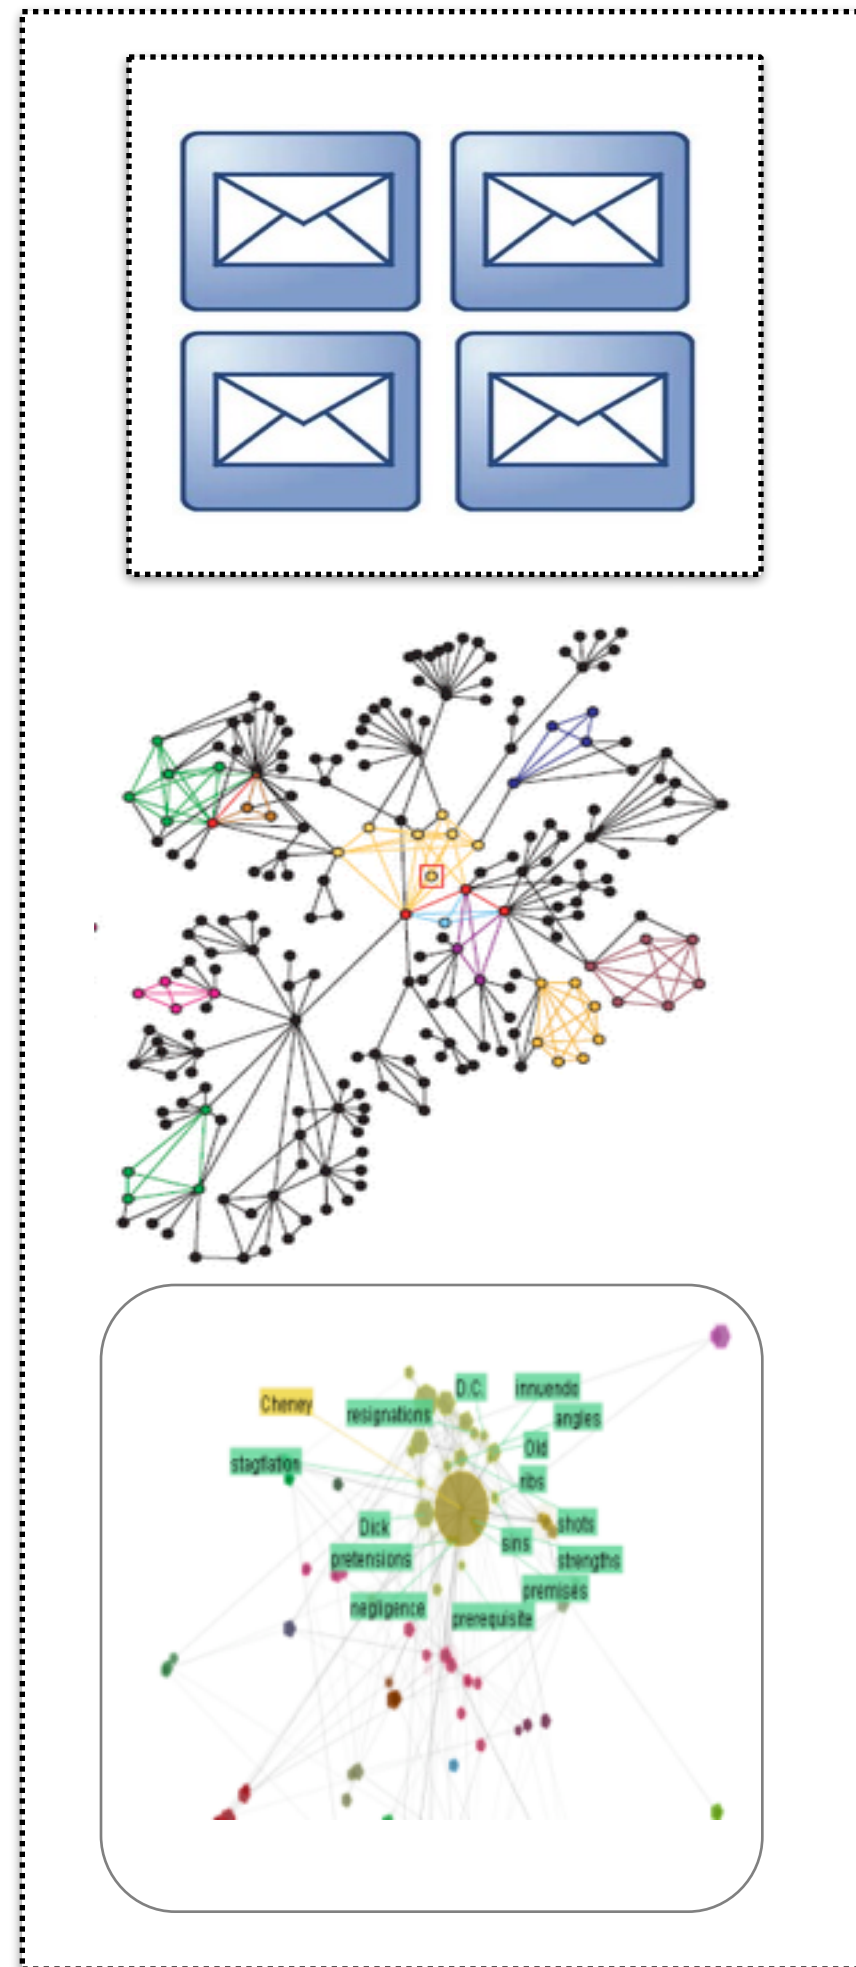 D.C.
innuendo
Cheney
resignations
angles
Old
stagflation
ribs
Dick
shots
sins
pretensions
strengths
premises
negligence
prerequisite